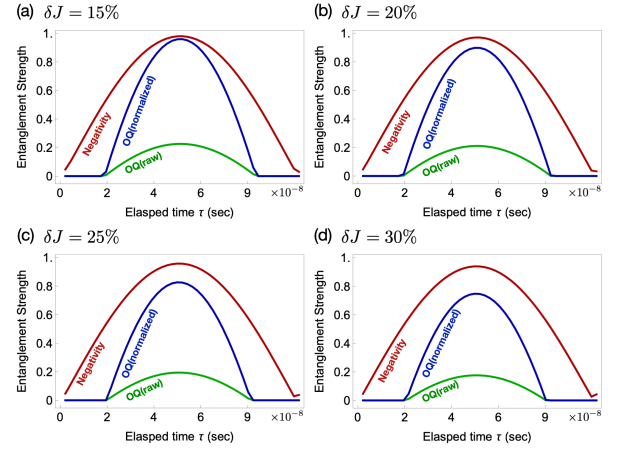 (a) δJ = 15%
Entanglement Strength
1.
0.8
0.6
0.4
0.2
0
Negativity
OQ(normalized)
OQ(raw)
0 2 4 6 9
×10⁻⁸
Elasped time τ (sec)
(b) δJ = 20%
Entanglement Strength
1.
0.8
0.6
0.4
0.2
0
Negativity
OQ(normalized)
OQ(raw)
0 2 4 6 9
×10⁻⁸
Elasped time τ (sec)
(c) δJ = 25%
Entanglement Strength
1.
0.8
0.6
0.4
0.2
0
Negativity
OQ(normalized)
OQ(raw)
0 2 4 6 9
×10⁻⁸
Elasped time τ (sec)
(d) δJ = 30%
Entanglement Strength
1.
0.8
0.6
0.4
0.2
0
Negativity
OQ(normalized)
OQ(raw)
0 2 4 6 9
×10⁻⁸
Elasped time τ (sec)